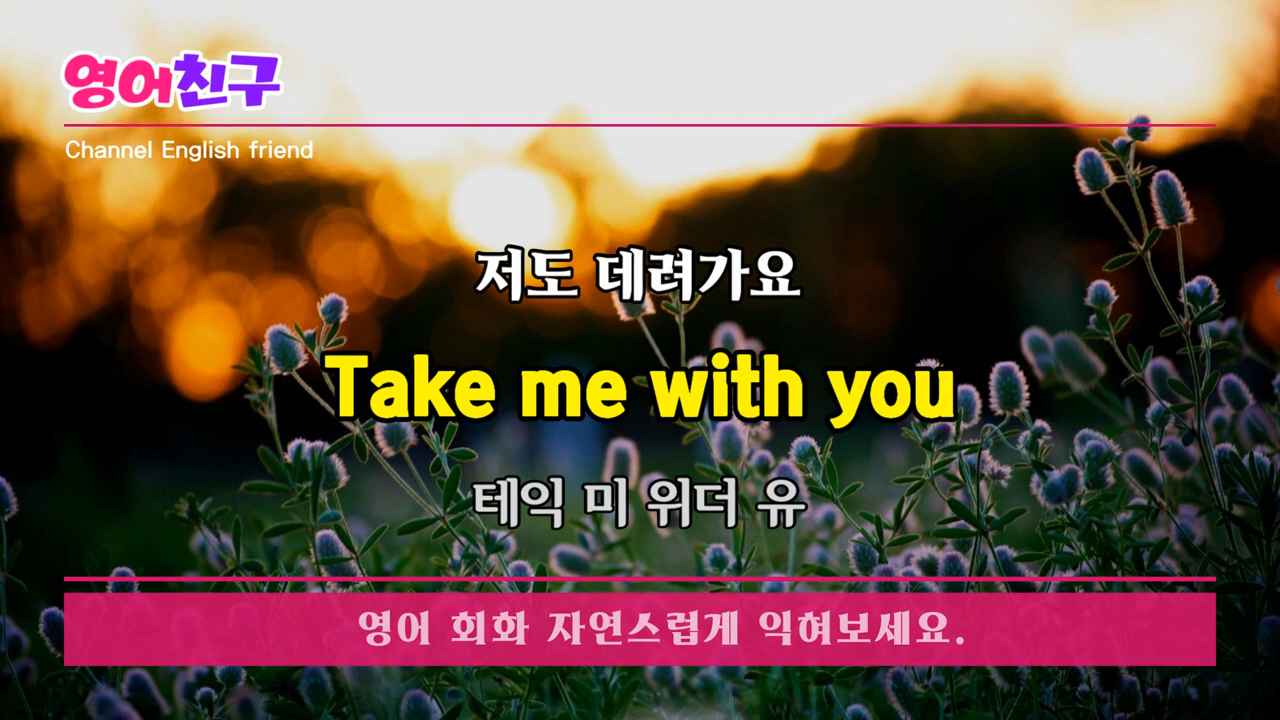 영어친구
Channel English friend
저도 데려가요
Take me with you
테익 미 위더 유
영어 회화 자연스럽게 익혀보세요.